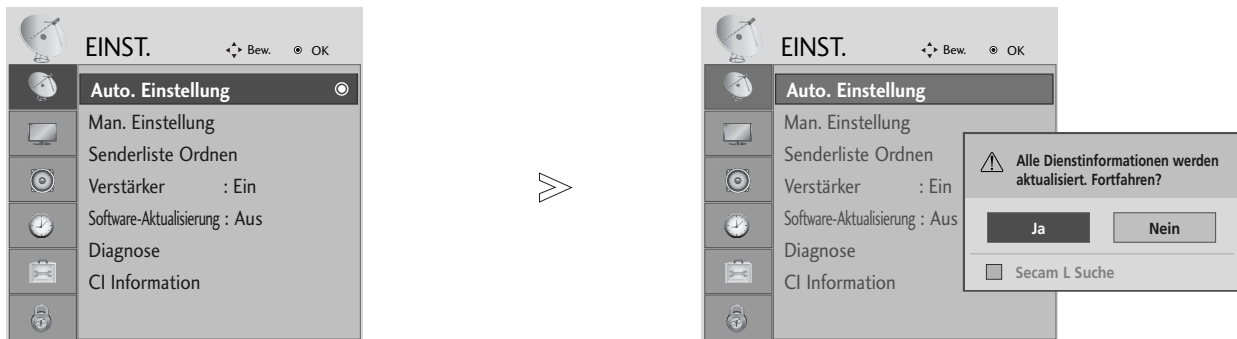 EINST. Bew. OK
Auto. Einstellung
Man. Einstellung
Senderliste Ordnen
Verstärker : Ein
Software-Aktualisierung : Aus
Diagnose
CI Information
EINST. Bew. OK
Auto. Einstellung
Man. Einstellung
Senderliste Ordnen
Verstärker : Ein
Software-Aktualisierung : Aus
Diagnose
CI Information
Alle Dienstinformationen werden
aktualisiert. Fortfahren?
Ja Nein
Secam L Suche